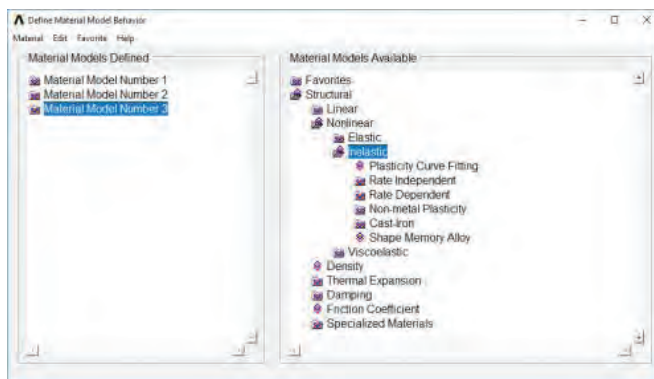 Define Material Model Behavior
Material Edit Favorite Help
Material Models Defined
Material Model Number 1
Material Model Number 2
Material Model Number 3
Material Models Available
Favorites
Structural
Linear
Nonlinear
Elastic
Inelastic
Plasticity Curve Fitting
Rate Independent
Rate Dependent
Non-metal Plasticity
Cast-Iron
Shape Memory Alloy
Viscoelastic
Density
Thermal Expansion
Damping
Friction Coefficient
Specialized Materials